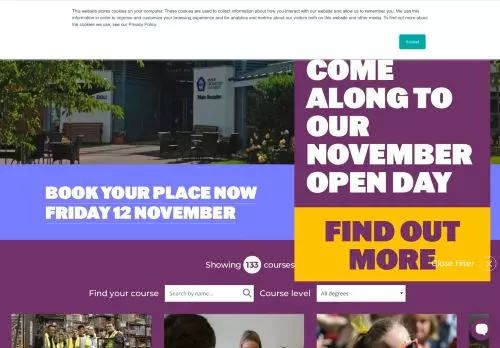 This website stores cookies on your computer. These cookies are used to collect information about how you interact with our website and allow us to remember you. We use this
information in order to improve and customize your browsing experience and for analytics and metrics about our visitors both on this website and other media. To find out more about
the cookies we use, see our Privacy Policy.
Accept
COME
ALONG TO
OUR
NOVEMBER
OPEN DAY
Main Reception
BOOK YOUR PLACE NOW
FRIDAY 12 NOVEMBER
FIND OUT
MORE
Showing 133 courses
Close filter
Find your course
Search by name...
Course level
All degrees